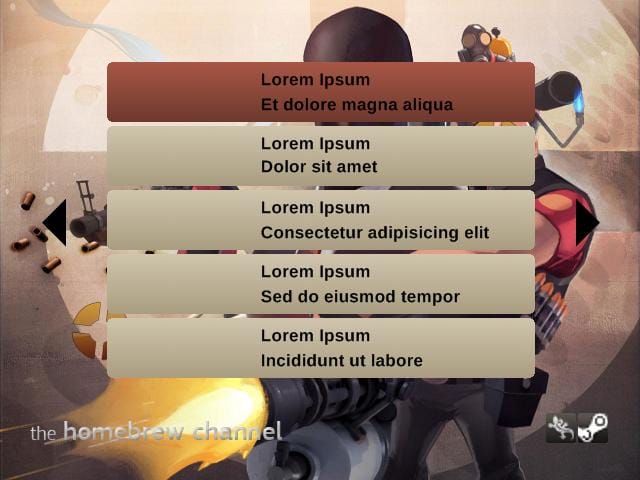 Lorem Ipsum
Et dolore magna aliqua
Lorem Ipsum
Dolor sit amet
Lorem Ipsum
Consectetur adipisicing elit
Lorem Ipsum
Sed do eiusmod tempor
Lorem Ipsum
Incididunt ut labore
the homebrew channel